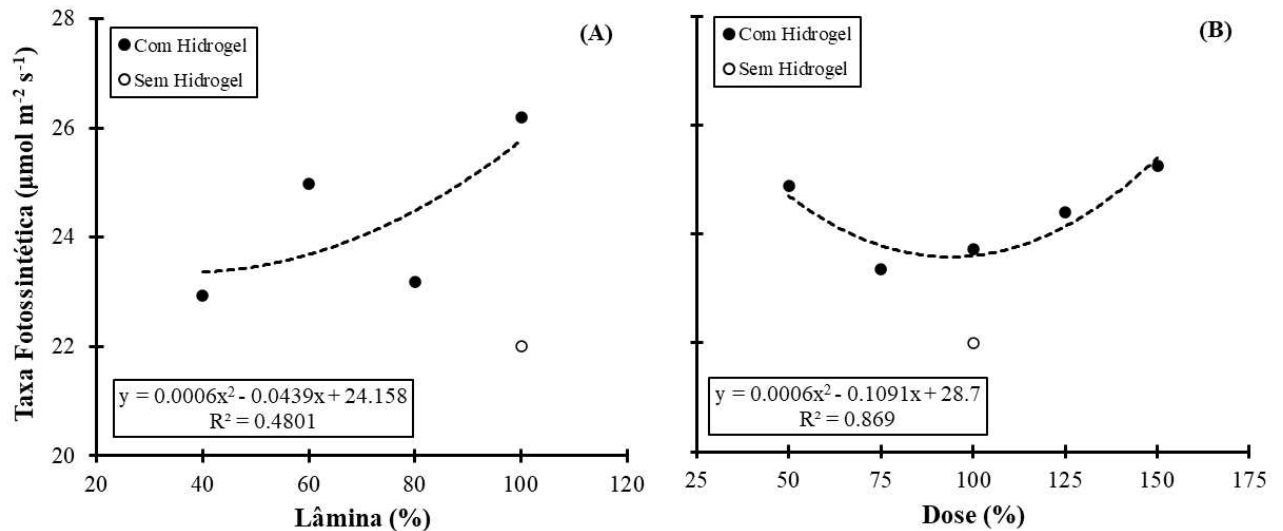 Taxa Fotossintética (µmol m⁻² s⁻¹)
28
26
24
22
20
Com Hidrogel
Sem Hidrogel
(A)
y = 0.0006x² - 0.0439x + 24.158
R² = 0.4801
20 40 60 80 100 120
Lâmina (%)
Com Hidrogel
Sem Hidrogel
(B)
y = 0.0006x² - 0.1091x + 28.7
R² = 0.869
25 50 75 100 125 150 175
Dose (%)